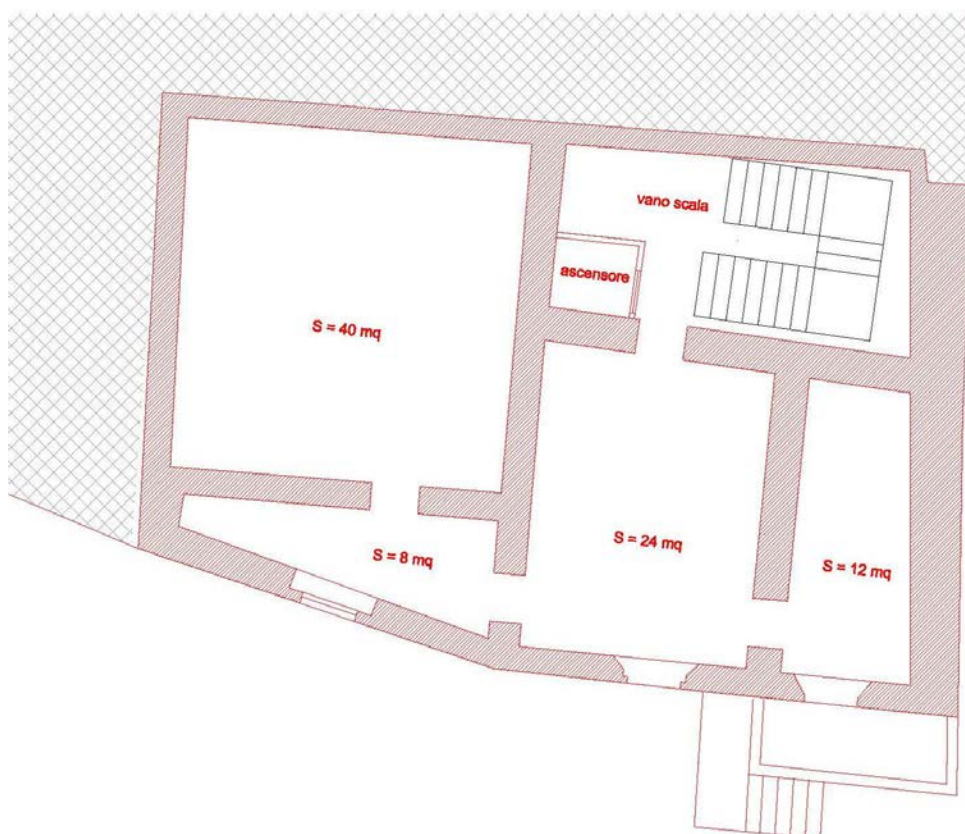 vano scala
ascensore
S = 40 mq
S = 24 mq
S = 8 mq
S = 12 mq